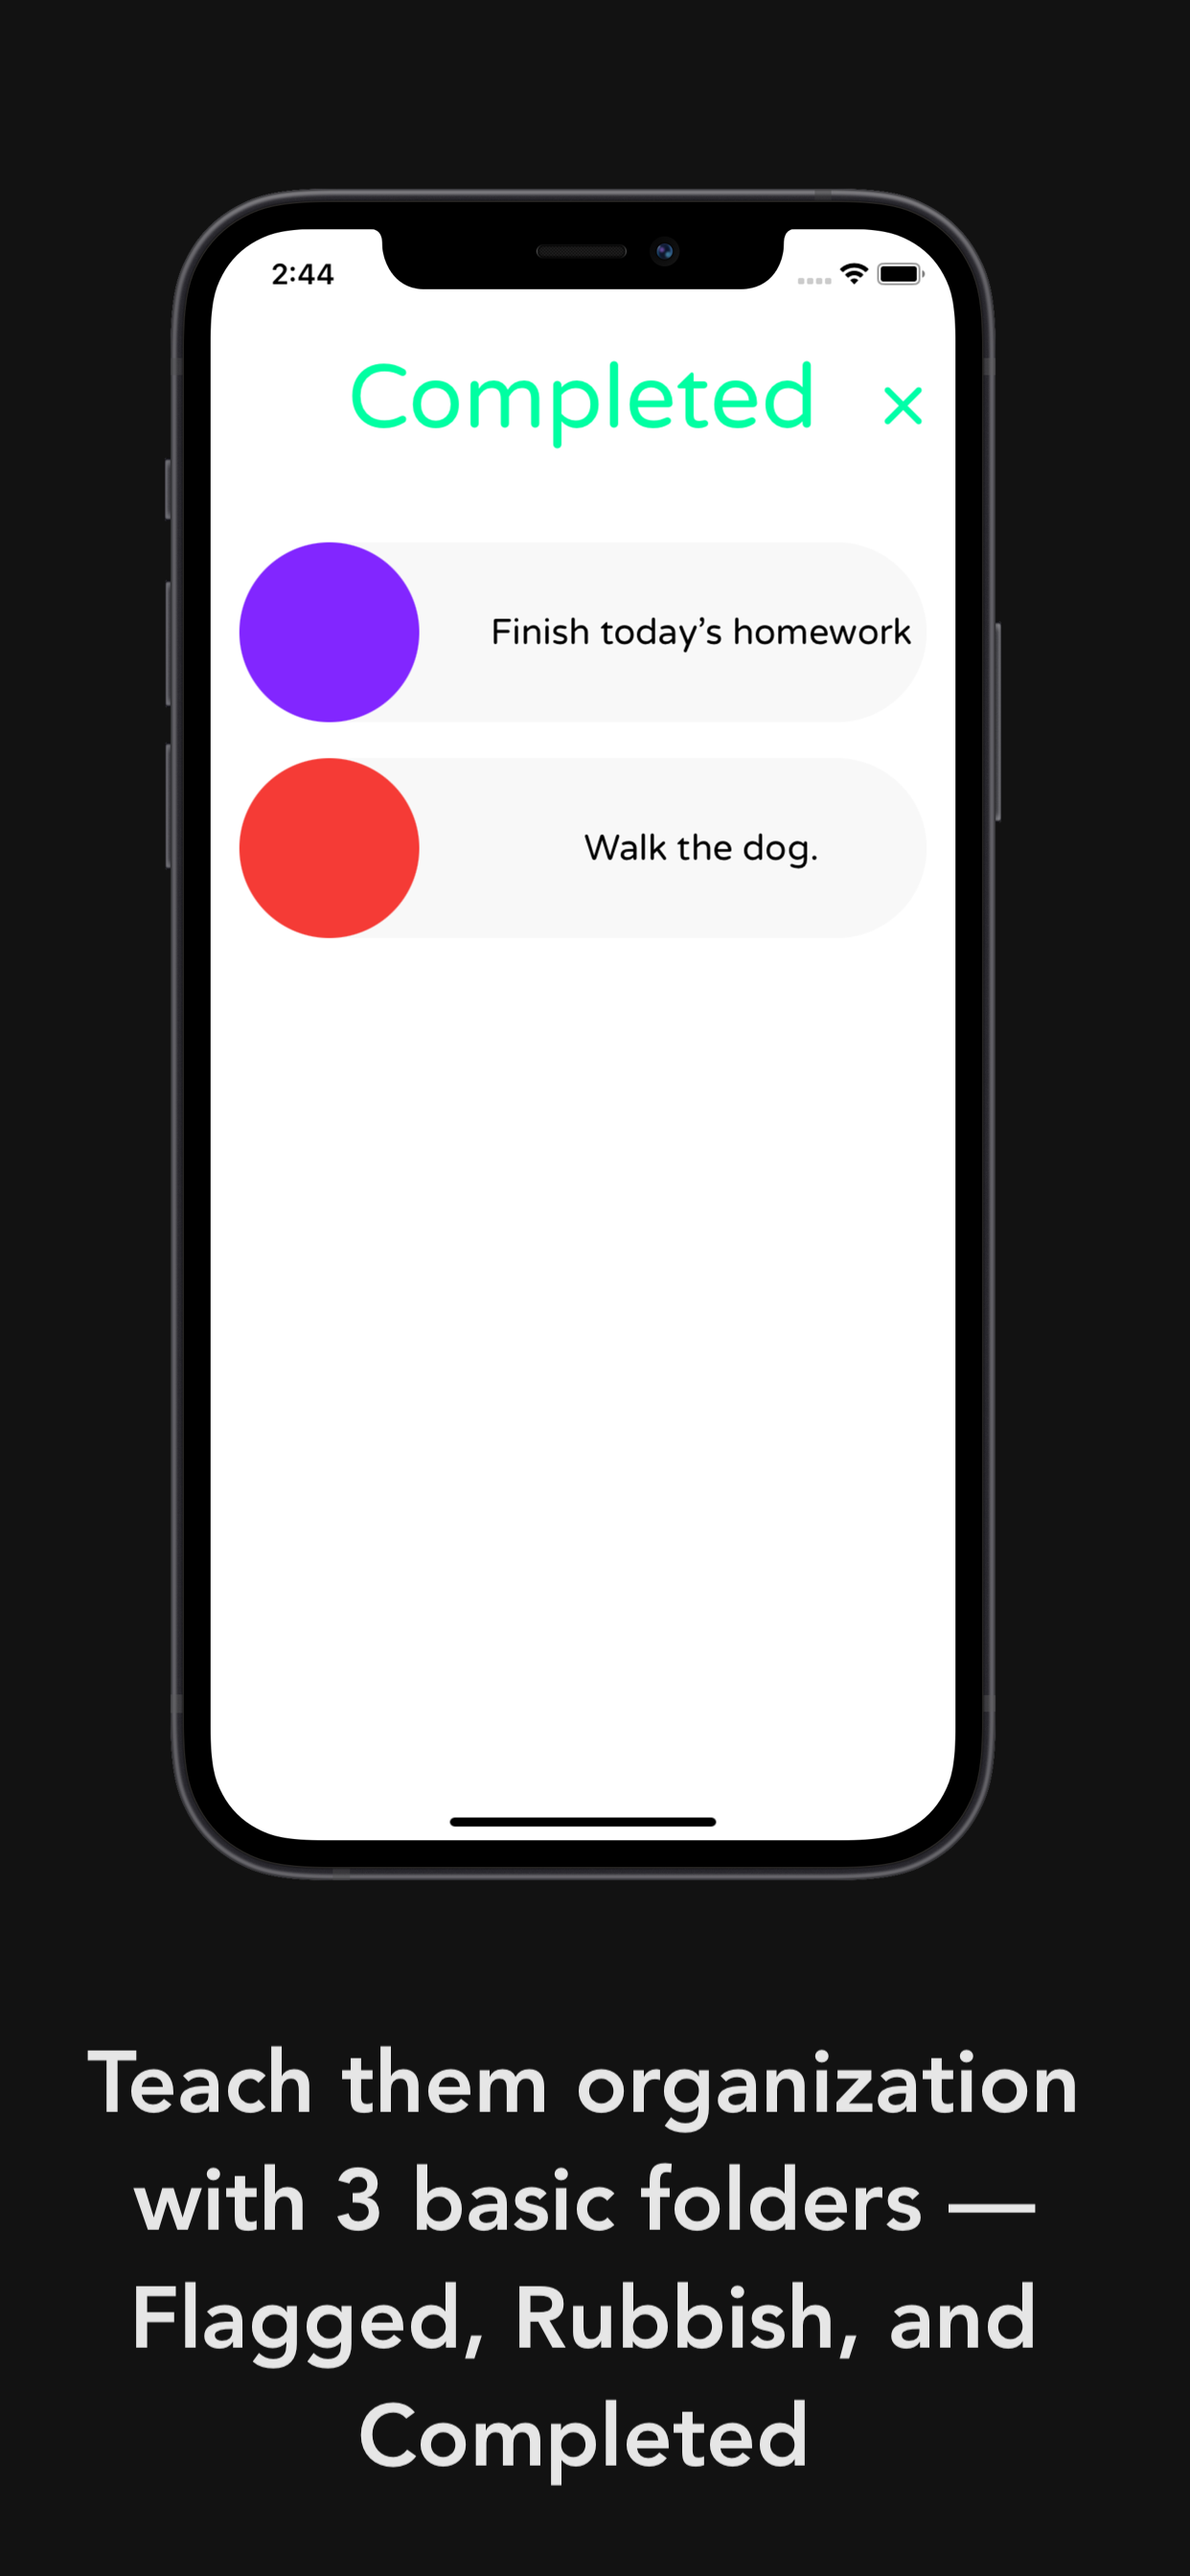 2:44
Completed
Finish today’s homework
Walk the dog.
Teach them organization
with 3 basic folders —
Flagged, Rubbish, and
Completed